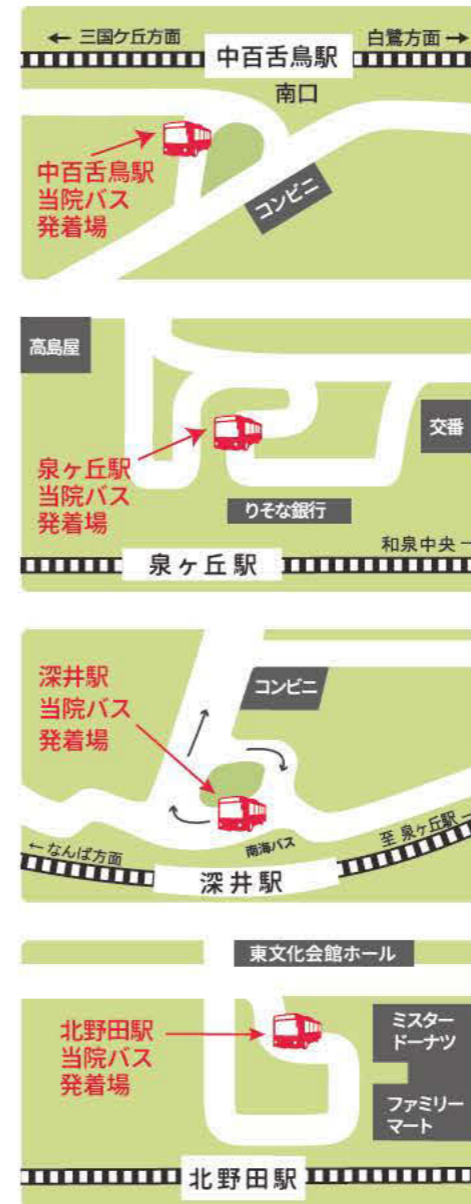 ← 三国ケ丘方面
白鷺方面 →
中百舌鳥駅
南口
中百舌鳥駅
当院バス
発着場
コンビニ
高島屋
交番
泉ヶ丘駅
当院バス
発着場
りそな銀行
和泉中央 →
泉ヶ丘駅
深井駅
当院バス
発着場
コンビニ
←なんば方面
南海バス
至 泉ヶ丘駅→
深井駅
東文化会館ホール
北野田駅
当院バス
発着場
ミスター
ドーナツ
ファミリー
マート
北野田駅